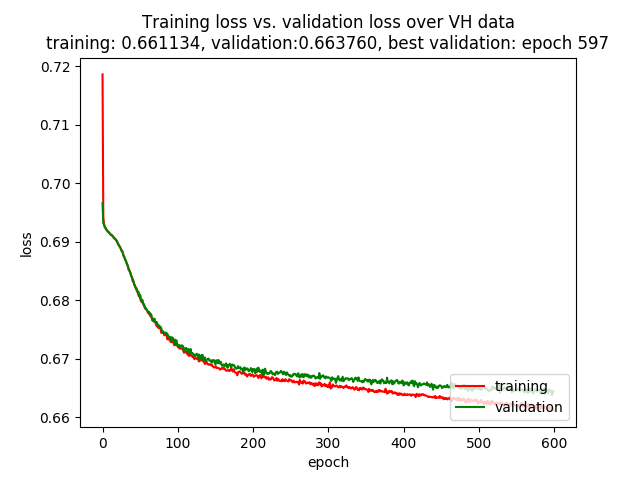 Training loss vs. validation loss over VH data
training: 0.661134, validation:0.663760, best validation: epoch 597
0.72
0.71
0.70
0.69
0.68
0.67
0.66
loss
training
validation
0 100 200 300 400 500 600
epoch